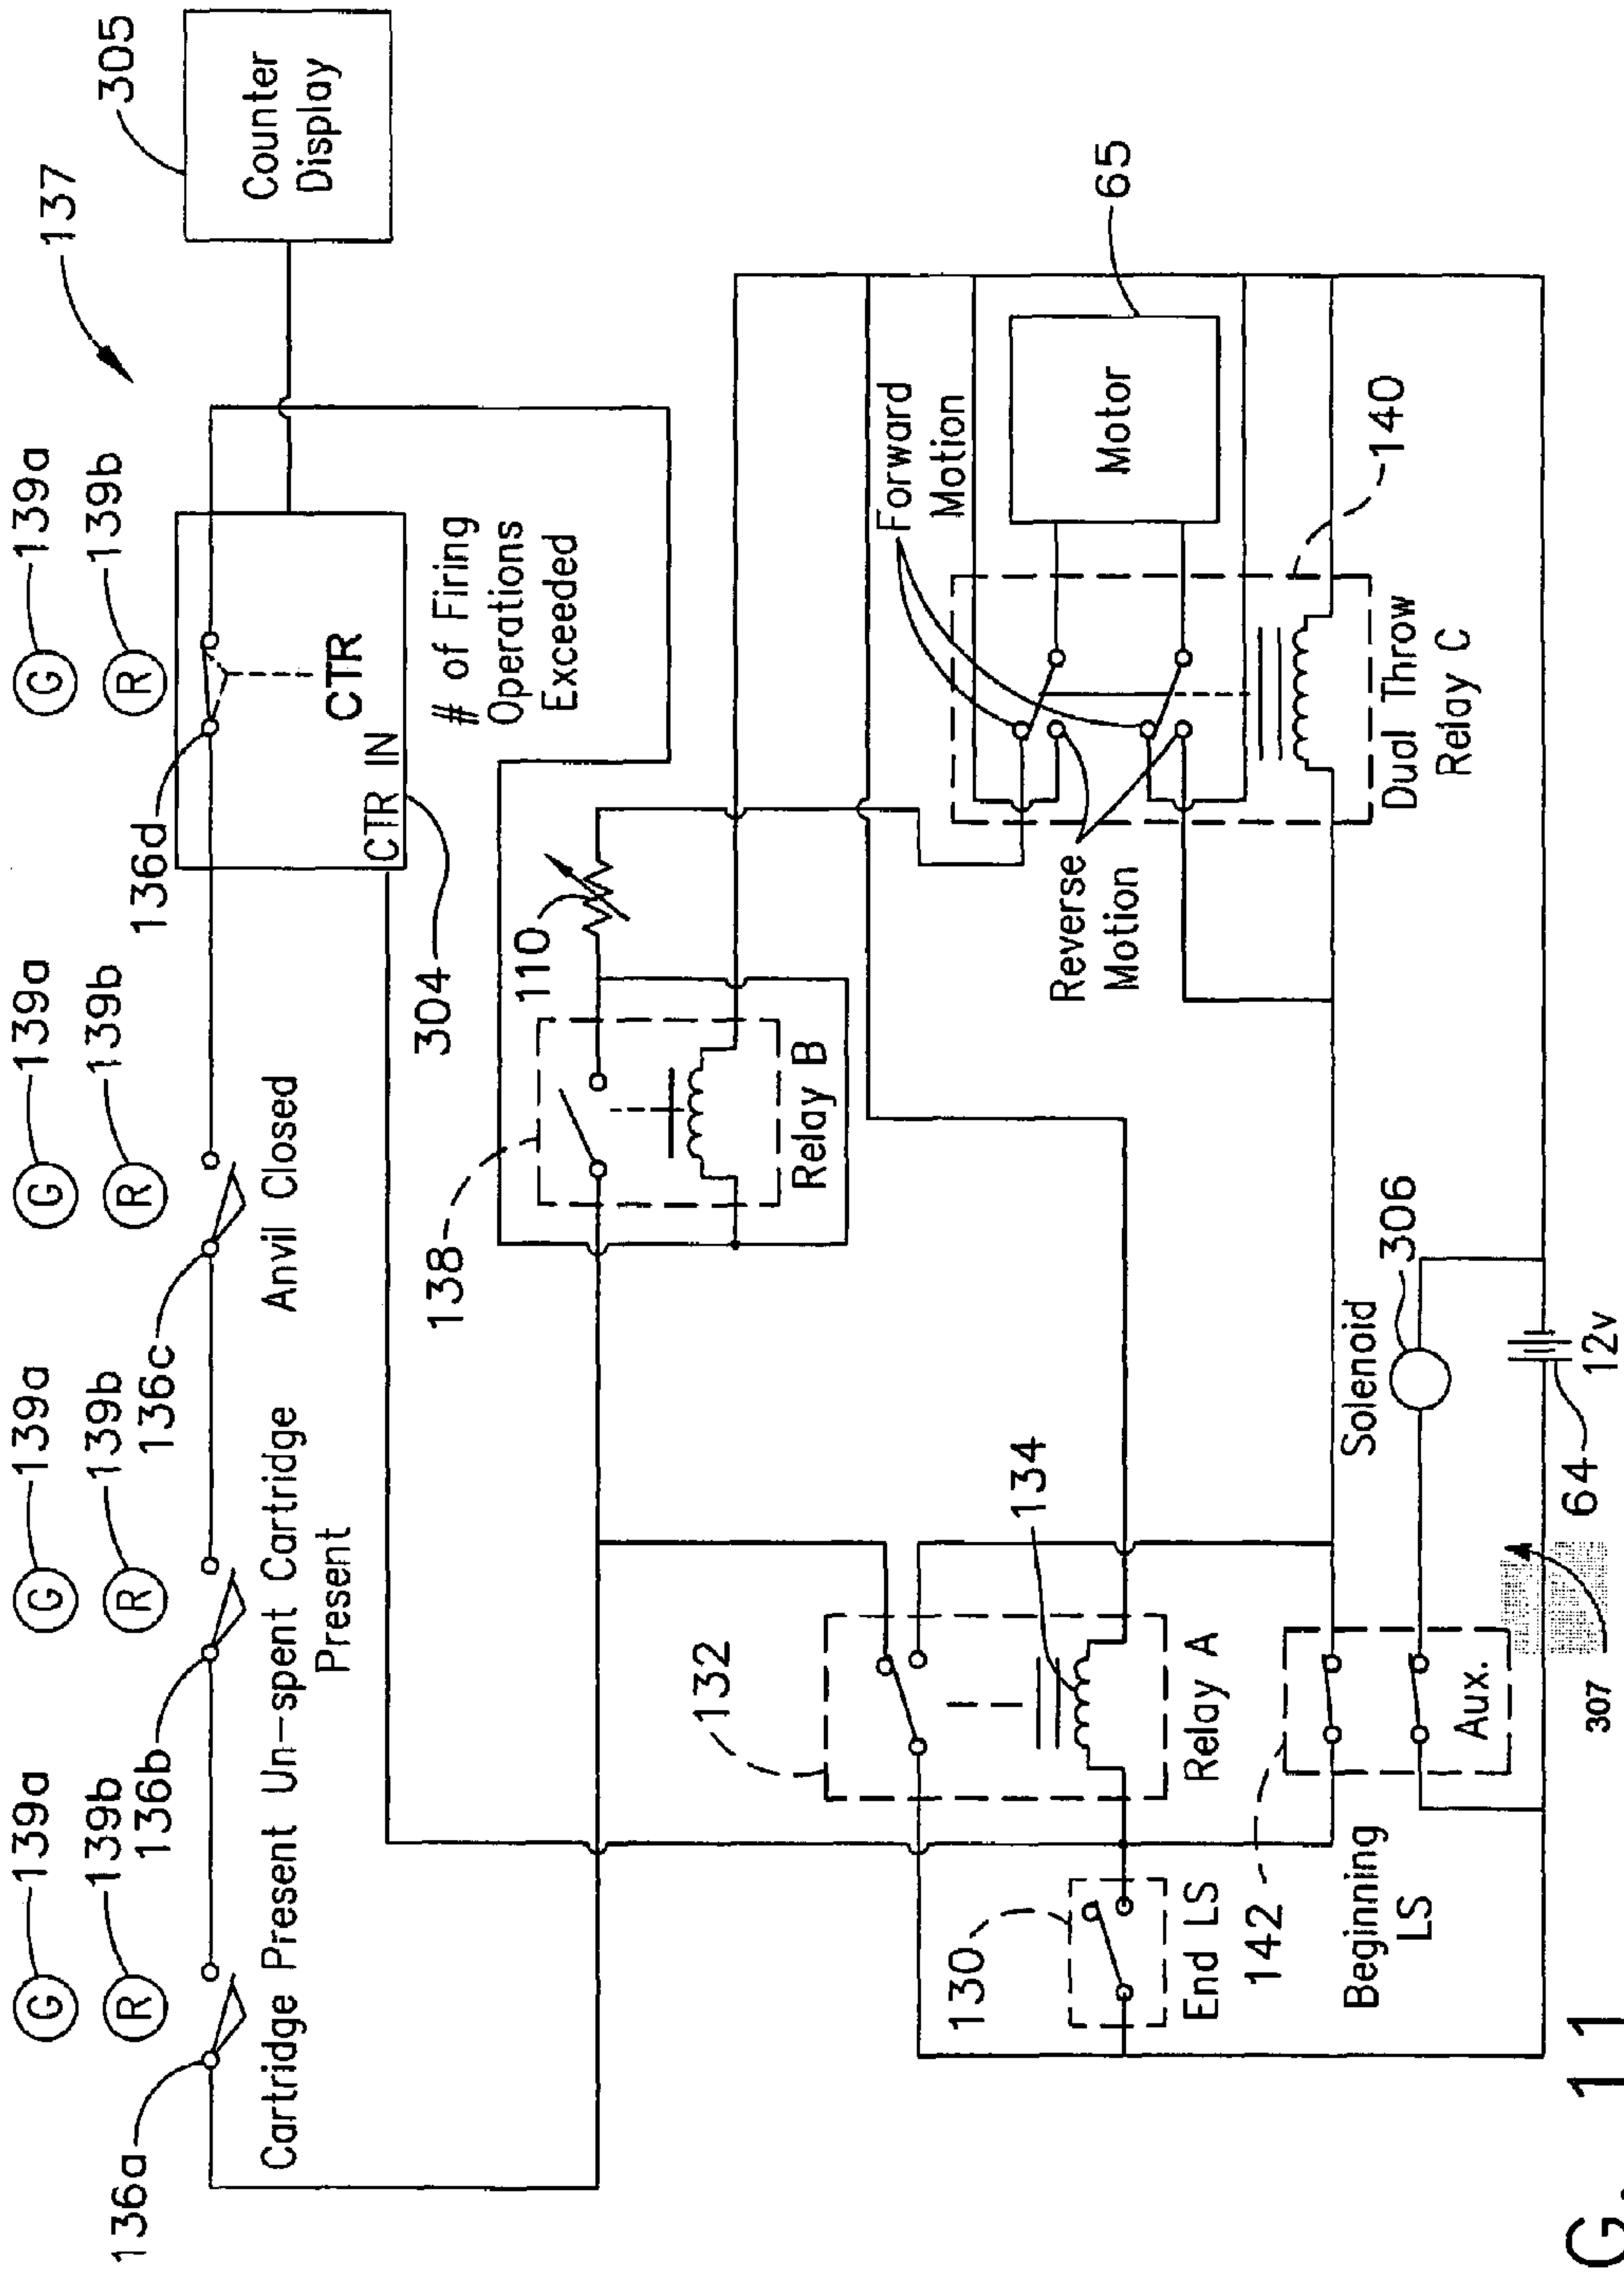 G 139a
R 139b
G 139a
R 139b
G 139a
R 139b
G 139a
R 139b
137
305
Counter
Display
136a
136b
136c
136d
Cartridge Present
Un-spent Cartridge
Present
Anvil Closed
CTR
CTR IN
304
# of Firing
Operations
Exceeded
110
138
Relay B
132
134
Relay A
130
End LS
142
Beginning
LS
Aux.
Solenoid
306
307
64
12v
Forward
Motion
Reverse
Motion
Motor
65
140
Dual Throw
Relay C
G. 11